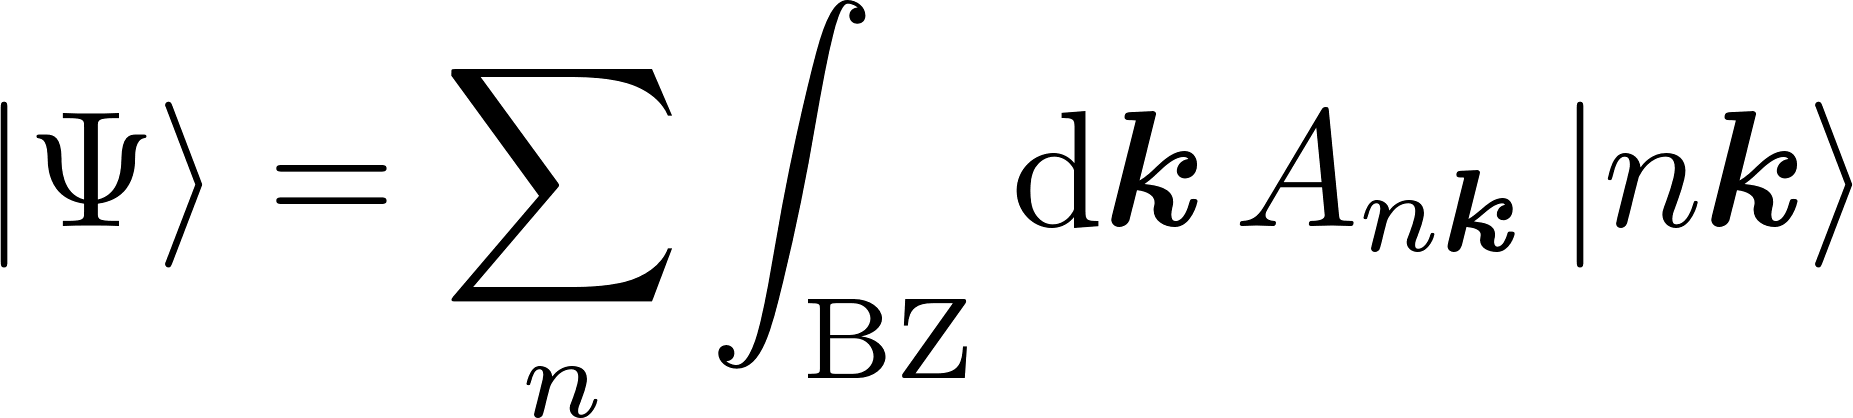 |Ψ⟩ = ∑_n ∫_BZ d𝒌 A_{n𝒌} |n𝒌⟩